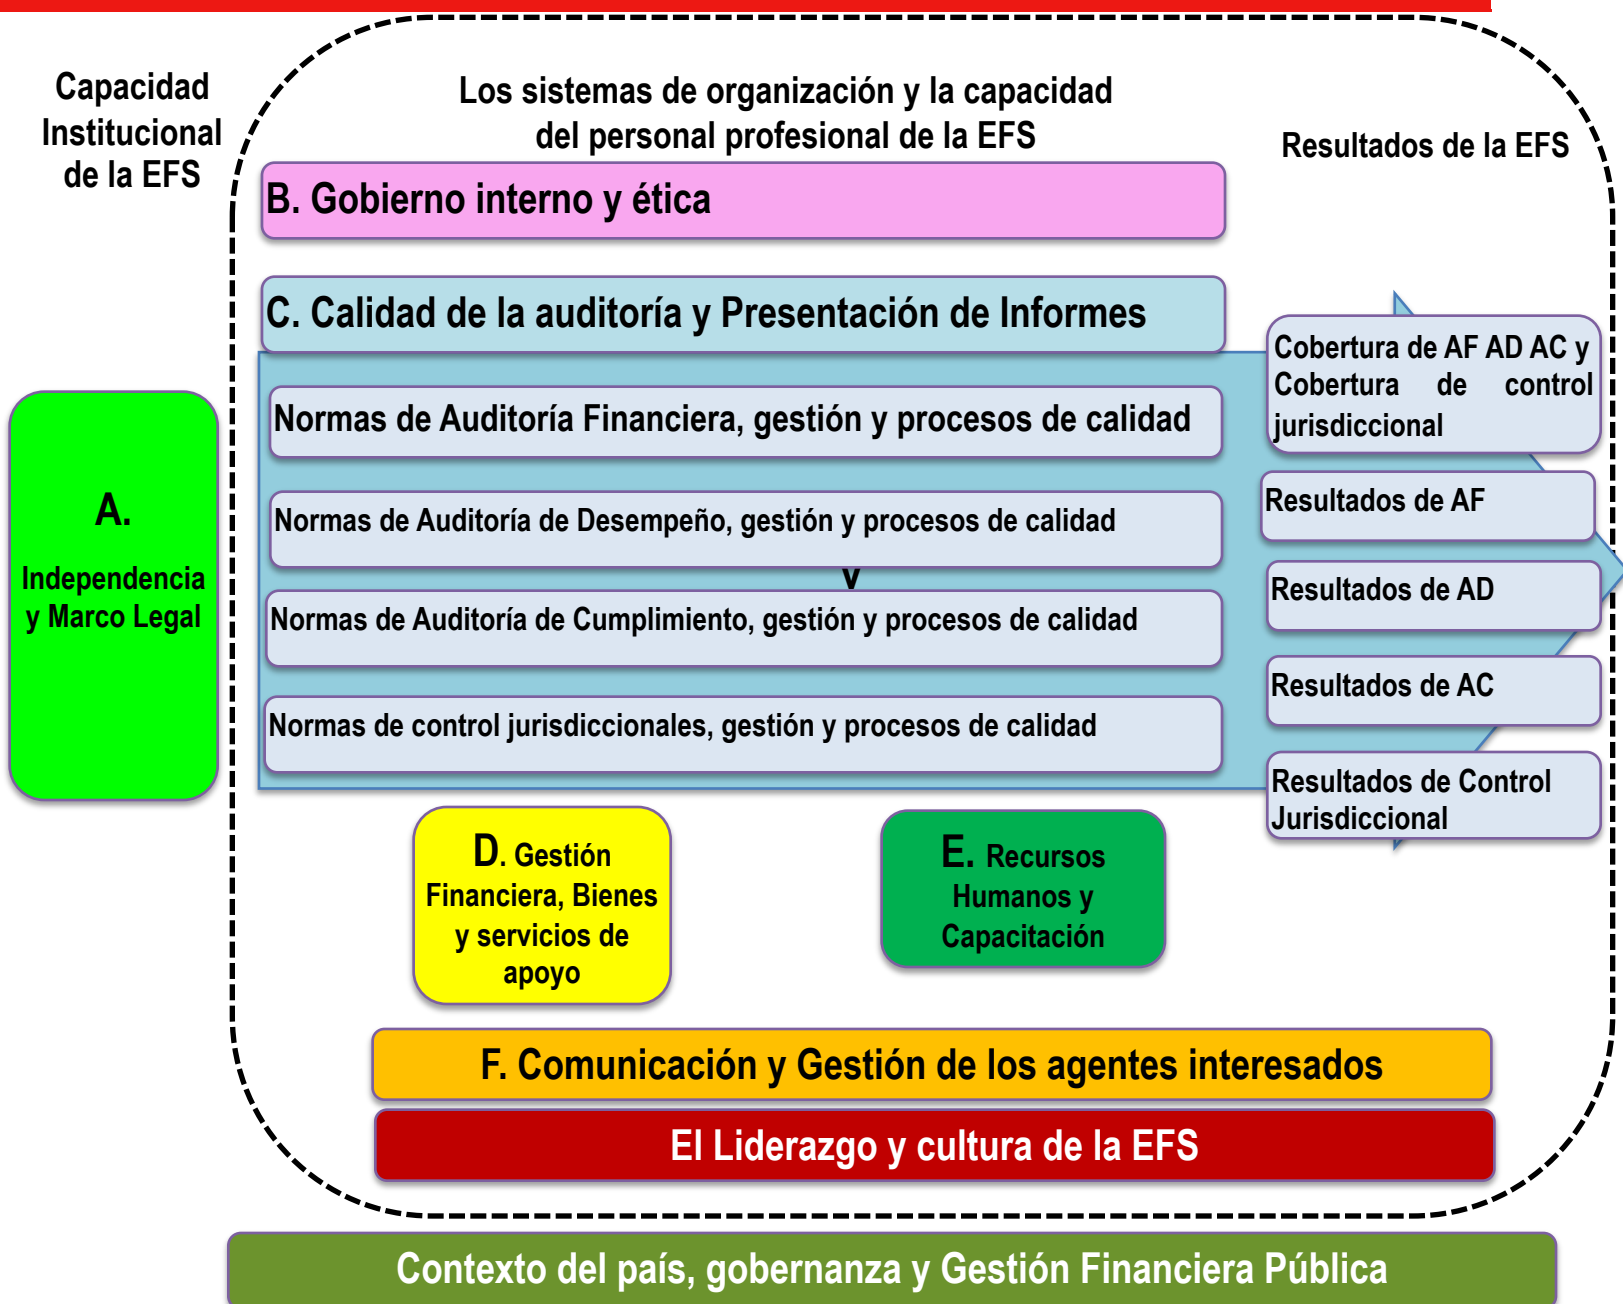 Capacidad
Institucional
de la EFS
Los sistemas de organización y la capacidad
del personal profesional de la EFS
Resultados de la EFS
B. Gobierno interno y ética
C. Calidad de la auditoría y Presentación de Informes
A.
Independencia
y Marco Legal
Normas de Auditoría Financiera, gestión y procesos de calidad
Normas de Auditoría de Desempeño, gestión y procesos de calidad
Normas de Auditoría de Cumplimiento, gestión y procesos de calidad
Normas de control jurisdiccionales, gestión y procesos de calidad
Cobertura de AF AD AC y
Cobertura de control
jurisdiccional
Resultados de AF
Resultados de AD
Resultados de AC
Resultados de Control
Jurisdiccional
D. Gestión
Financiera, Bienes
y servicios de
apoyo
E. Recursos
Humanos y
Capacitación
F. Comunicación y Gestión de los agentes interesados
El Liderazgo y cultura de la EFS
Contexto del país, gobernanza y Gestión Financiera Pública